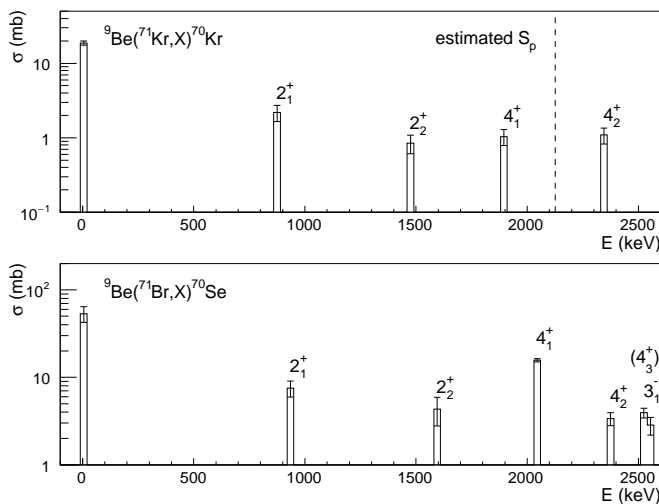 σ (mb)
⁹Be(⁷¹Kr,X)⁷⁰Kr
estimated Sₚ
10
1
10⁻¹
2₁⁺
2₂⁺
4₁⁺
4₂⁺
0 500 1000 1500 2000 2500
E (keV)
σ (mb)
⁹Be(⁷¹Br,X)⁷⁰Se
10²
10
1
2₁⁺
2₂⁺
4₁⁺
4₂⁺
(4₃⁺)
3₁⁻
0 500 1000 1500 2000 2500
E (keV)